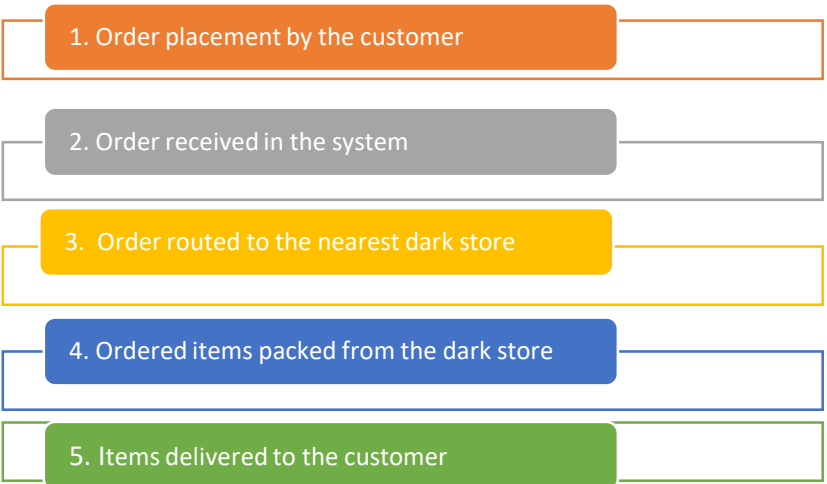 1. Order placement by the customer
2. Order received in the system
3. Order routed to the nearest dark store
4. Ordered items packed from the dark store
5. Items delivered to the customer